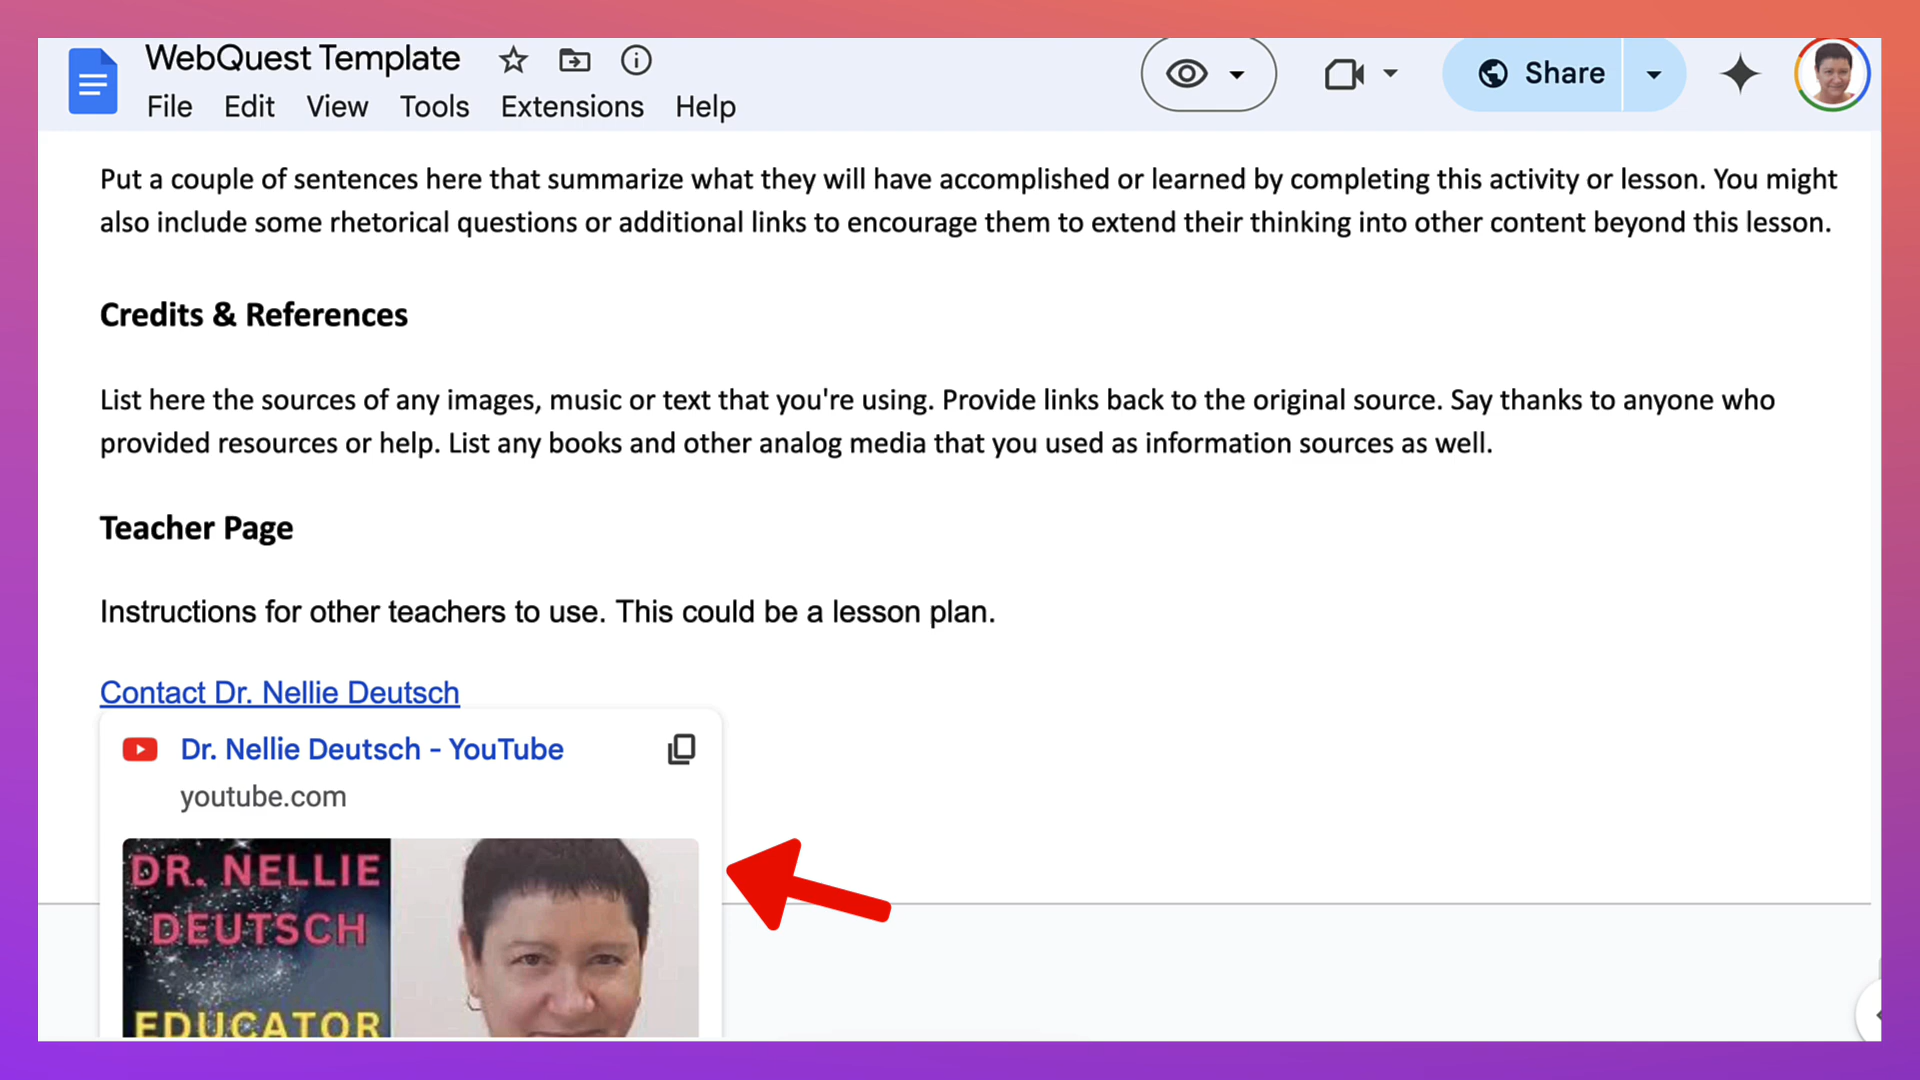 WebQuest Template
File Edit View Tools Extensions Help
Share
Put a couple of sentences here that summarize what they will have accomplished or learned by completing this activity or lesson. You might
also include some rhetorical questions or additional links to encourage them to extend their thinking into other content beyond this lesson.
Credits & References
List here the sources of any images, music or text that you're using. Provide links back to the original source. Say thanks to anyone who
provided resources or help. List any books and other analog media that you used as information sources as well.
Teacher Page
Instructions for other teachers to use. This could be a lesson plan.
Contact Dr. Nellie Deutsch
Dr. Nellie Deutsch - YouTube
youtube.com
DR. NELLIE
DEUTSCH
EDUCATOR